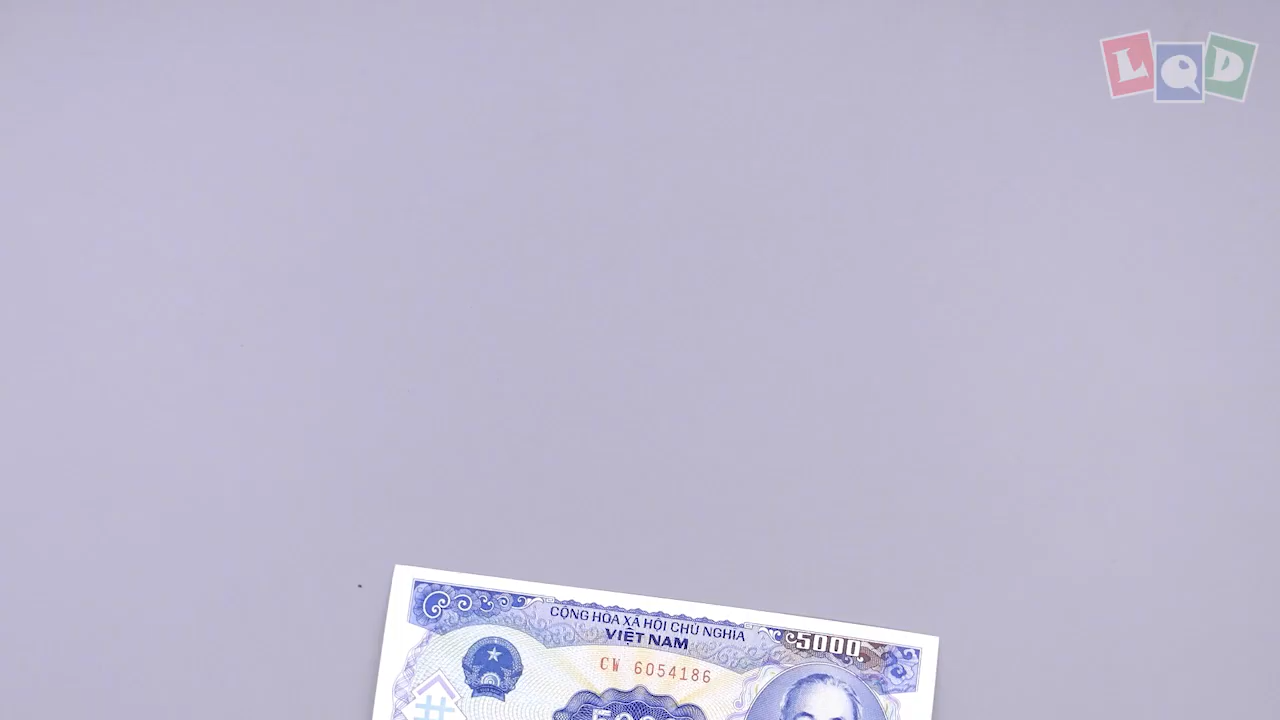 LQD
CỘNG HÒA XÃ HỘI CHỦ NGHĨA
VIỆT NAM
5000
CW 6054186